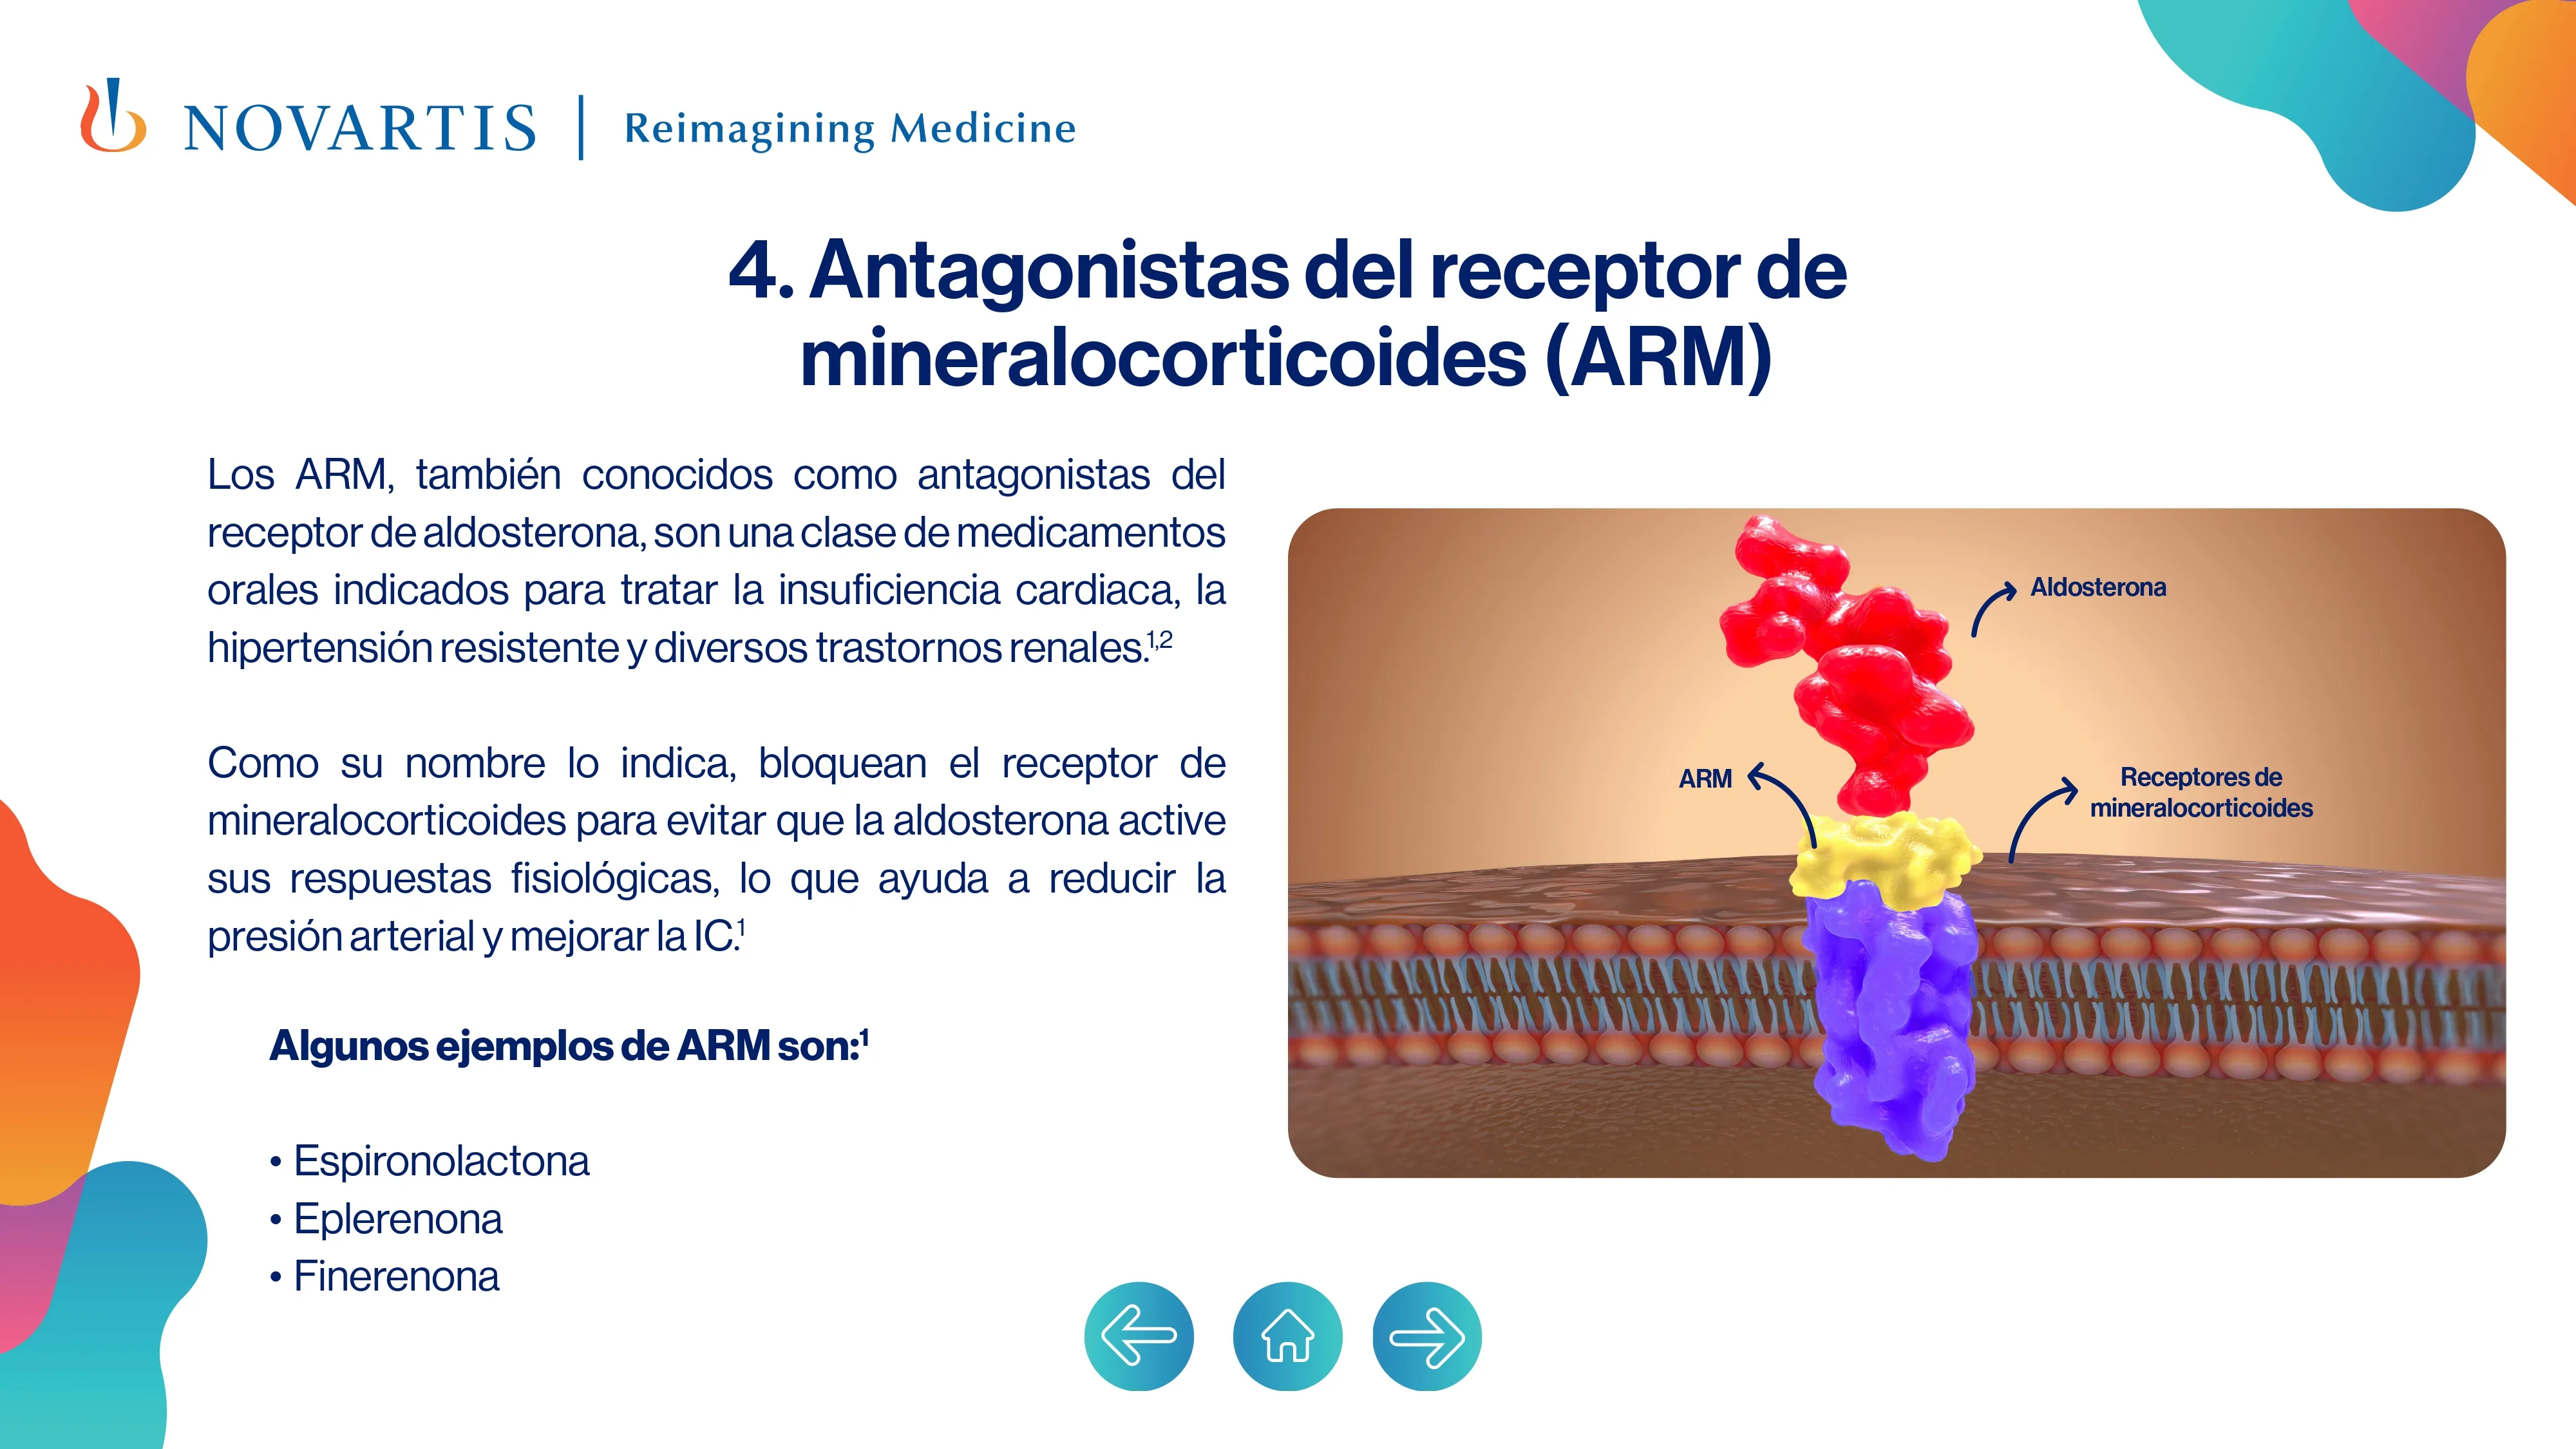 NOVARTIS | Reimagining Medicine
4. Antagonistas del receptor de
mineralocorticoides (ARM)
Los ARM, también conocidos como antagonistas del
receptor de aldosterona, son una clase de medicamentos
orales indicados para tratar la insuficiencia cardiaca, la
hipertensión resistente y diversos trastornos renales.¹,²
Como su nombre lo indica, bloquean el receptor de
mineralocorticoides para evitar que la aldosterona active
sus respuestas fisiológicas, lo que ayuda a reducir la
presión arterial y mejorar la IC.¹
Algunos ejemplos de ARM son:¹
• Espironolactona
• Eplerenona
• Finerenona
Aldosterona
ARM
Receptores de
mineralocorticoides